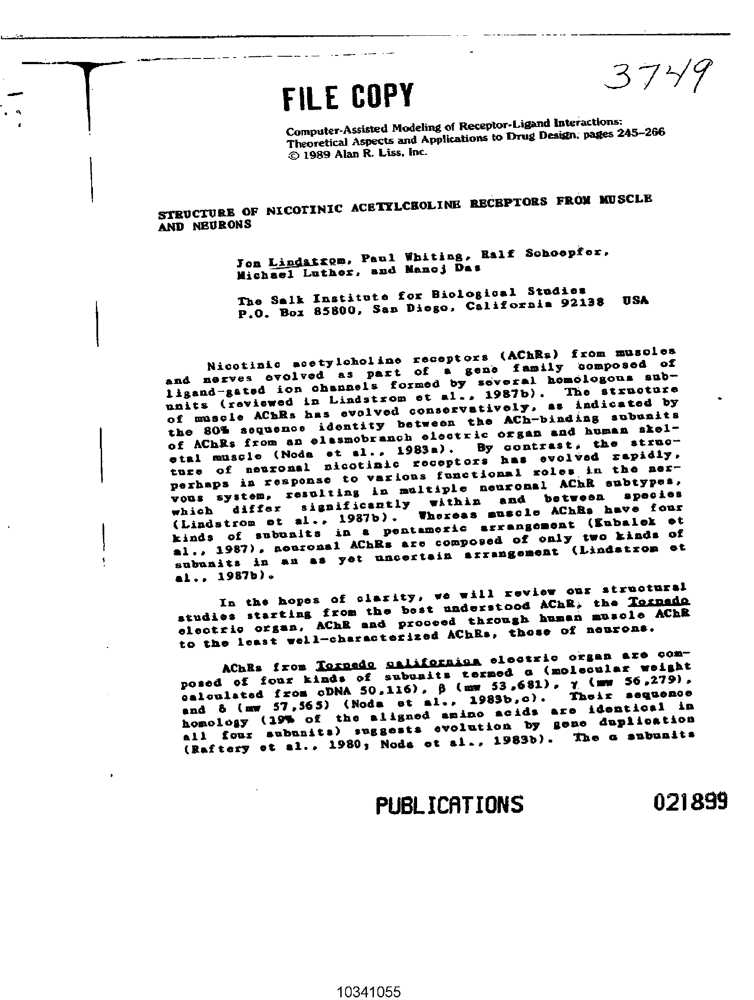 3749
FILE COPY
Computer-Assisted Modeling of Receptor-Ligand Interactions:
Theoretical Aspects and Applications to Drug Design, pages 245–266
© 1989 Alan R. Liss, Inc.
STRUCTURE OF NICOTINIC ACETYLCHOLINE RECEPTORS FROM MUSCLE
AND NEURONS
Jon Lindstrom, Paul Whiting, Ralf Schoepfer,
Michael Luther, and Manoj Das
The Salk Institute for Biological Studies
P.O. Box 85800, San Diego, California 92138 USA
Nicotinic acetylcholine receptors (AChRs) from muscles
and nerves evolved as part of a gene family composed of
ligand-gated ion channels formed by several homologous sub-
units (reviewed in Lindstrom et al., 1987b). The structure
of muscle AChRs has evolved conservatively, as indicated by
the 80% sequence identity between the ACh-binding subunits
of AChRs from an elasmobranch electric organ and human skel-
etal muscle (Noda et al., 1983a). By contrast, the struc-
ture of neuronal nicotinic receptors has evolved rapidly,
perhaps in response to various functional roles in the ner-
vous system, resulting in multiple neuronal AChR subtypes,
which differ significantly within and between species
(Lindstrom et al., 1987b). Whereas muscle AChRs have four
kinds of subunits in a pentameric arrangement (Kubalek et
al., 1987), neuronal AChRs are composed of only two kinds of
subunits in an as yet uncertain arrangement (Lindstrom et
al., 1987b).
In the hopes of clarity, we will review our structural
studies starting from the best understood AChR, the Torpedo
electric organ, AChR and proceed through human muscle AChR
to the least well-characterized AChRs, those of neurons.
AChRs from Torpedo californica electric organ are com-
posed of four kinds of subunits termed α (molecular weight
calculated from cDNA 50,116), β (mw 53,681), γ (mw 56,279),
and δ (mw 57,565) (Noda et al., 1983b,c). Their sequence
homology (19% of the aligned amino acids are identical in
all four subunits) suggests evolution by gene duplication
(Raftery et al., 1980; Noda et al., 1983b). The α subunits
PUBLICATIONS 021899
10341055